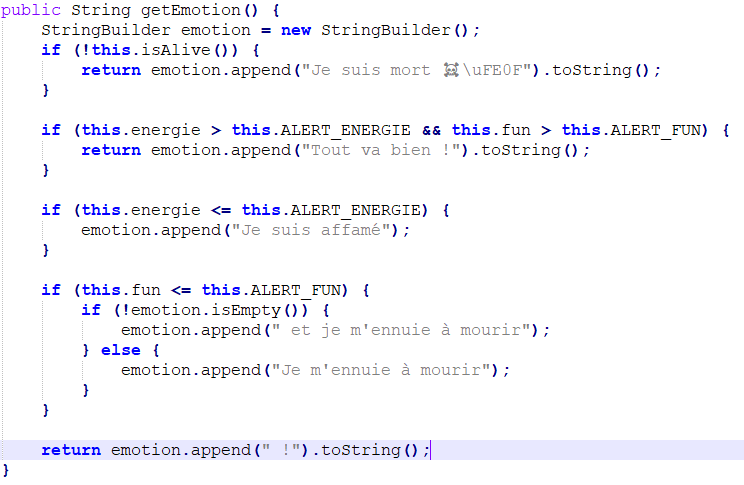 public String getEmotion() {
    StringBuilder emotion = new StringBuilder();
    if (!this.isAlive()) {
        return emotion.append("Je suis mort ☠\uFE0F").toString();
    }

    if (this.energie > this.ALERT_ENERGIE && this.fun > this.ALERT_FUN) {
        return emotion.append("Tout va bien !").toString();
    }

    if (this.energie <= this.ALERT_ENERGIE) {
        emotion.append("Je suis affamé");
    }

    if (this.fun <= this.ALERT_FUN) {
        if (!emotion.isEmpty()) {
            emotion.append(" et je m'ennuie à mourir");
        } else {
            emotion.append("Je m'ennuie à mourir");
        }
    }

    return emotion.append(" !").toString();
}